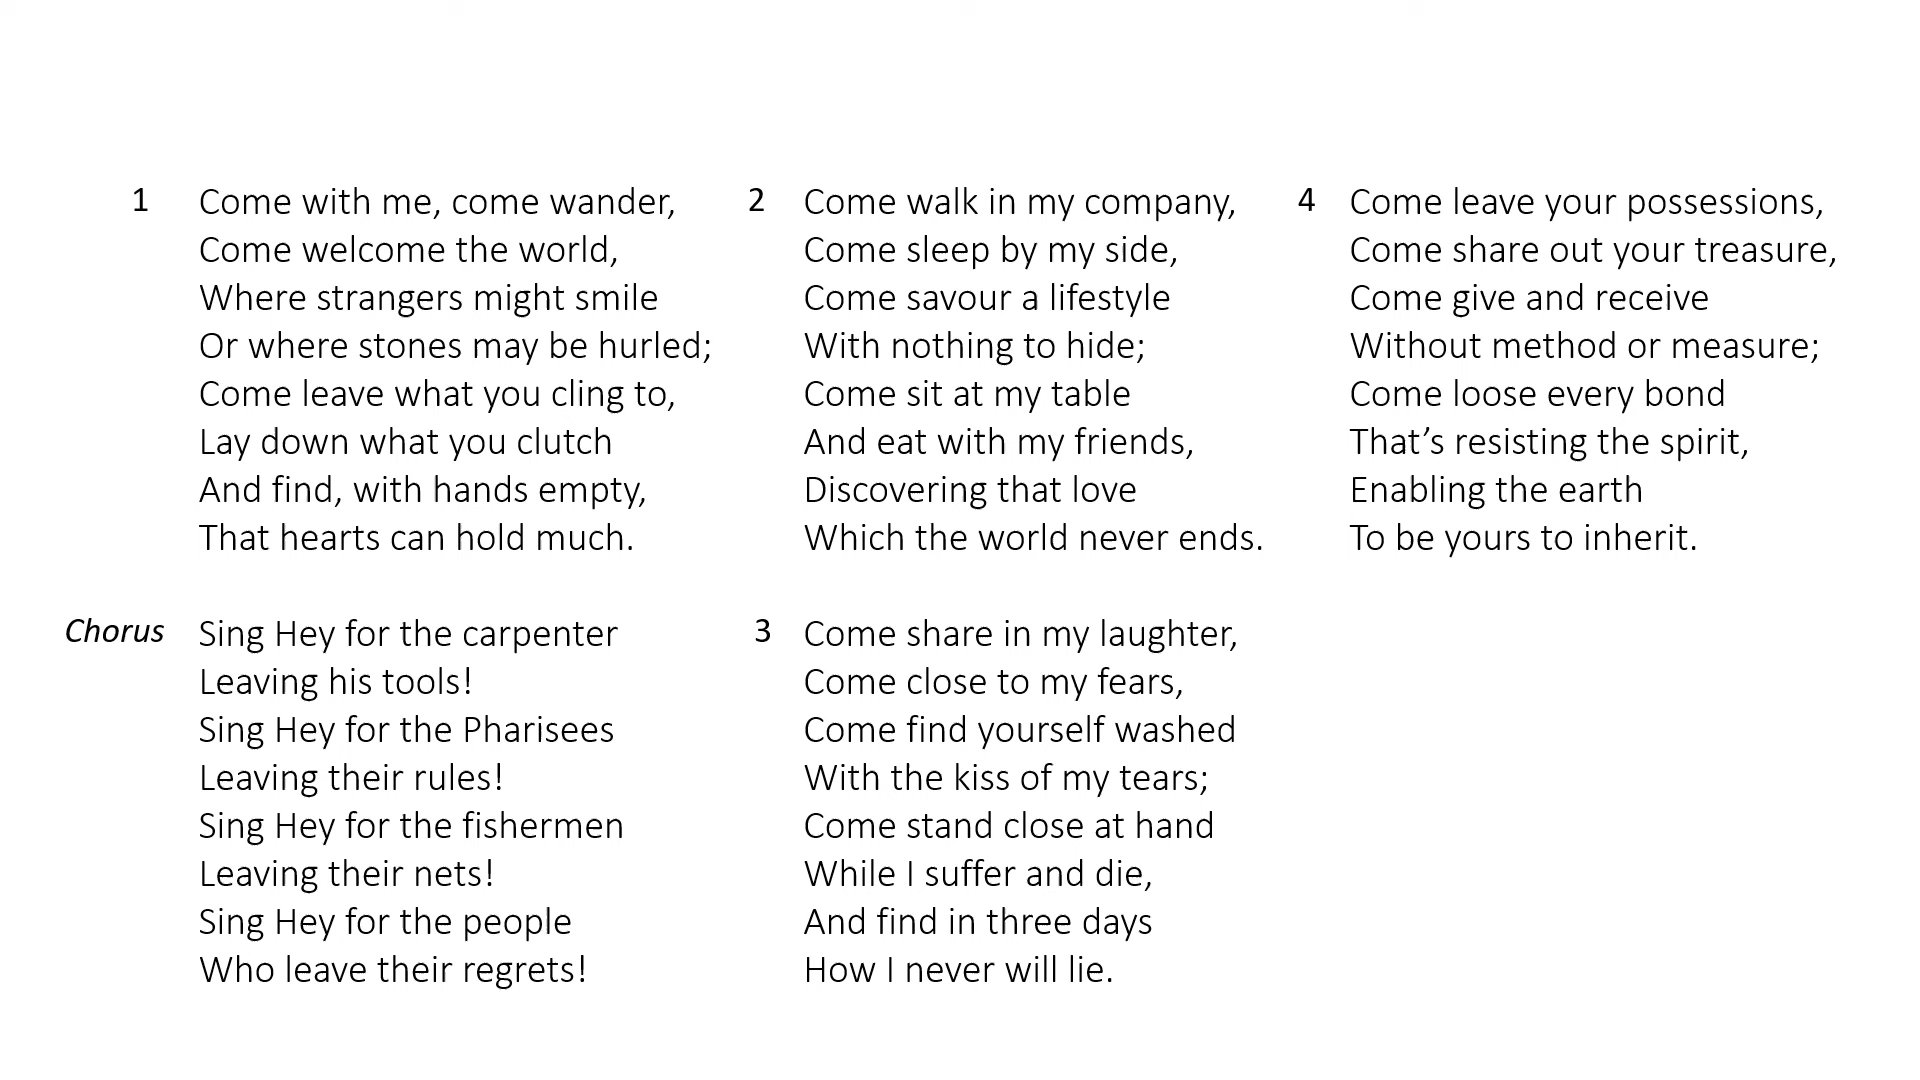 1 Come with me, come wander,
Come welcome the world,
Where strangers might smile
Or where stones may be hurled;
Come leave what you cling to,
Lay down what you clutch
And find, with hands empty,
That hearts can hold much.
Chorus Sing Hey for the carpenter
Leaving his tools!
Sing Hey for the Pharisees
Leaving their rules!
Sing Hey for the fishermen
Leaving their nets!
Sing Hey for the people
Who leave their regrets!
2 Come walk in my company,
Come sleep by my side,
Come savour a lifestyle
With nothing to hide;
Come sit at my table
And eat with my friends,
Discovering that love
Which the world never ends.
3 Come share in my laughter,
Come close to my fears,
Come find yourself washed
With the kiss of my tears;
Come stand close at hand
While I suffer and die,
And find in three days
How I never will lie.
4 Come leave your possessions,
Come share out your treasure,
Come give and receive
Without method or measure;
Come loose every bond
That’s resisting the spirit,
Enabling the earth
To be yours to inherit.